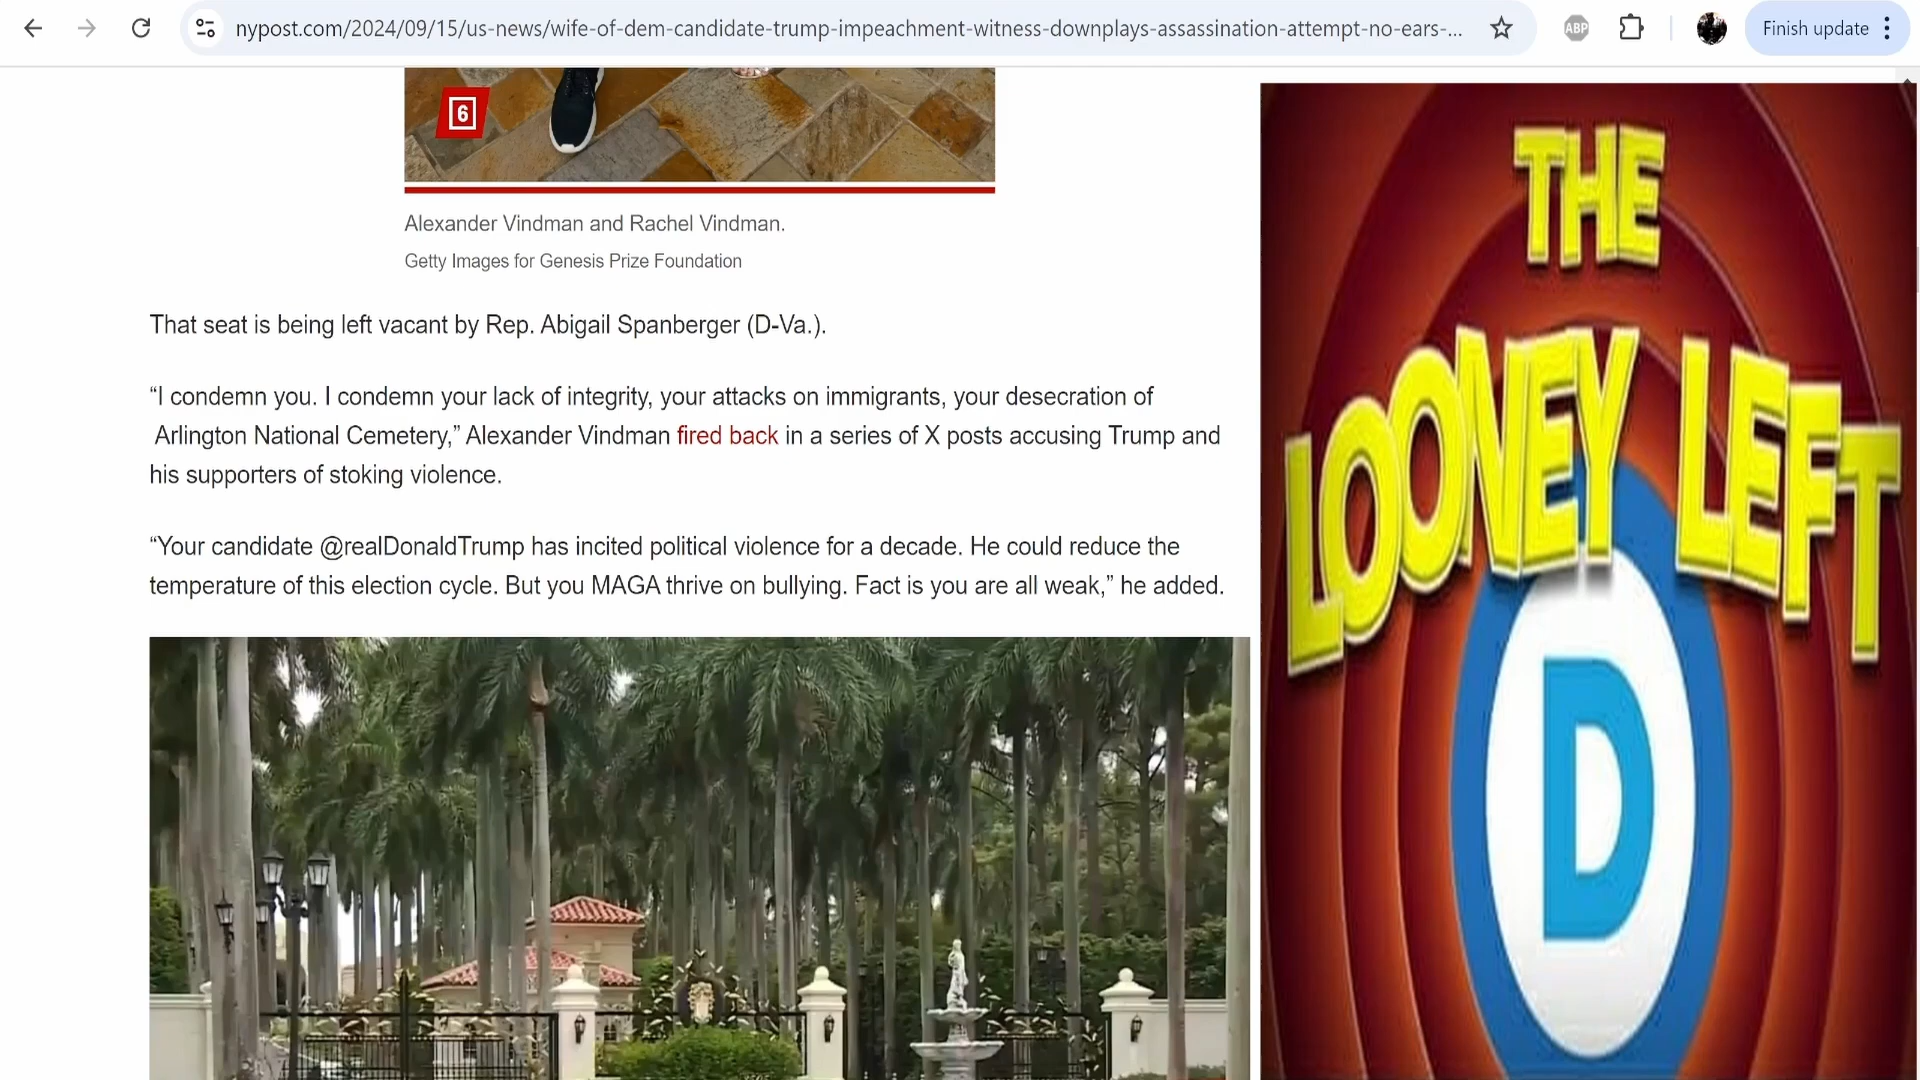 nypost.com/2024/09/15/us-news/wife-of-dem-candidate-trump-impeachment-witness-downplays-assassination-attempt-no-ears-...
ABP
Finish update
6
Alexander Vindman and Rachel Vindman.
Getty Images for Genesis Prize Foundation
That seat is being left vacant by Rep. Abigail Spanberger (D-Va.).
“I condemn you. I condemn your lack of integrity, your attacks on immigrants, your desecration of
Arlington National Cemetery,” Alexander Vindman fired back in a series of X posts accusing Trump and
his supporters of stoking violence.
“Your candidate @realDonaldTrump has incited political violence for a decade. He could reduce the
temperature of this election cycle. But you MAGA thrive on bullying. Fact is you are all weak,” he added.
THE
LOONEY LEFT
D